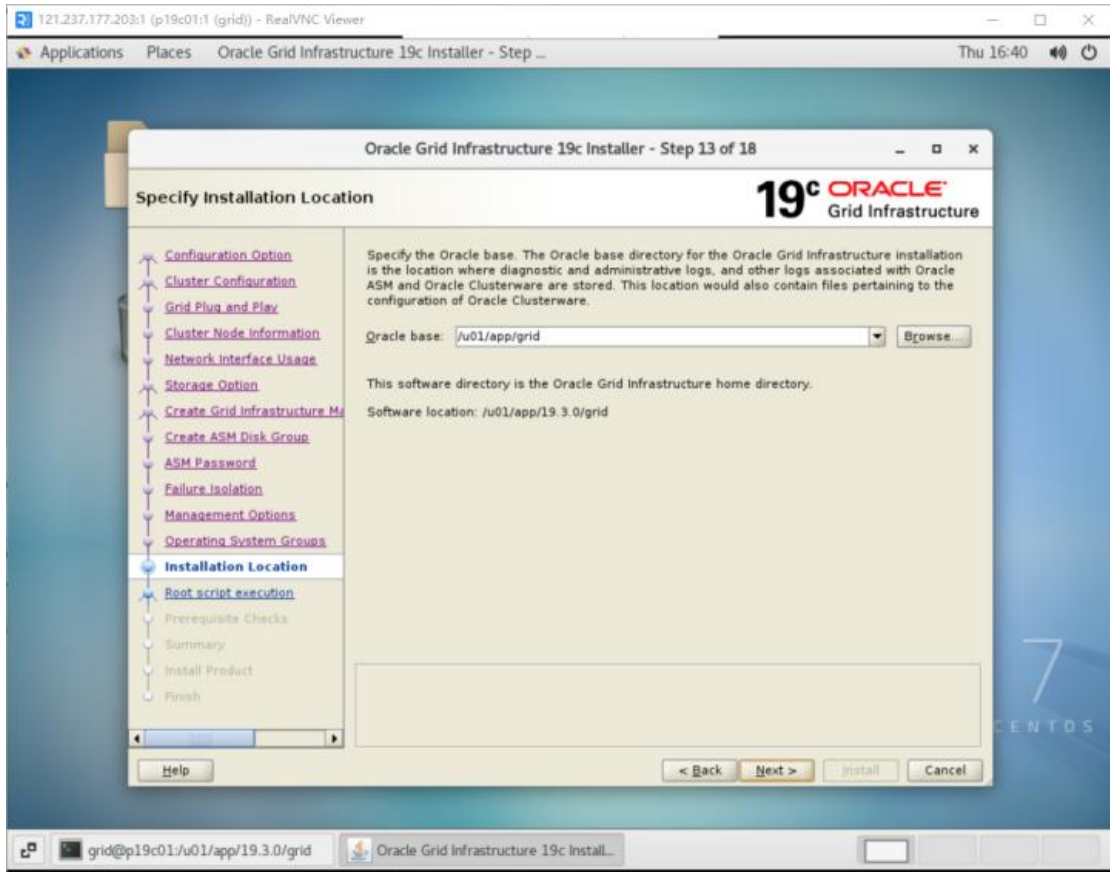 121.237.177.203:1 (p19c01:1 (grid)) - RealVNC Viewer
Applications Places Oracle Grid Infrastructure 19c Installer - Step ... Thu 16:40
Oracle Grid Infrastructure 19c Installer - Step 13 of 18
Specify Installation Location
19c ORACLE
Grid Infrastructure
Configuration Option
Cluster Configuration
Grid Plug and Play
Cluster Node Information
Network Interface Usage
Storage Option
Create Grid Infrastructure Ma
Create ASM Disk Group
ASM Password
Failure Isolation
Management Options
Operating System Groups
Installation Location
Root script execution
Prerequisite Checks
Summary
Install Product
Finish
Specify the Oracle base. The Oracle base directory for the Oracle Grid Infrastructure installation
is the location where diagnostic and administrative logs, and other logs associated with Oracle
ASM and Oracle Clusterware are stored. This location would also contain files pertaining to the
configuration of Oracle Clusterware.
Oracle base: /u01/app/grid Browse...
This software directory is the Oracle Grid Infrastructure home directory.
Software location: /u01/app/19.3.0/grid
Help < Back Next > Install Cancel
7
CENTOS
grid@p19c01:/u01/app/19.3.0/grid Oracle Grid Infrastructure 19c Install...